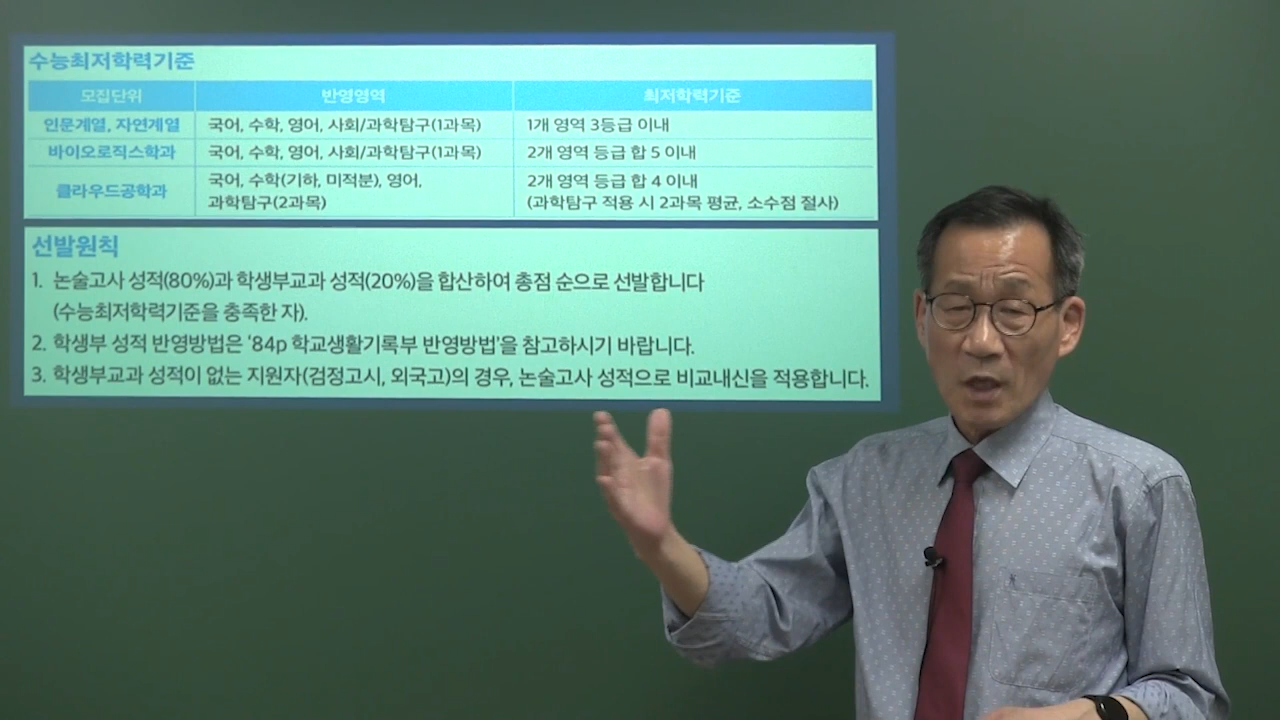 수능최저학력기준
모집단위 반영영역 최저학력기준
인문계열, 자연계열 국어, 수학, 영어, 사회/과학탐구(1과목) 1개 영역 3등급 이내
바이오로직스학과 국어, 수학, 영어, 사회/과학탐구(1과목) 2개 영역 등급 합 5 이내
클라우드공학과 국어, 수학(기하, 미적분), 영어, 2개 영역 등급 합 4 이내
과학탐구(2과목) (과학탐구 적용 시 2과목 평균, 소수점 절사)
선발원칙
1. 논술고사 성적(80%)과 학생부교과 성적(20%)을 합산하여 총점 순으로 선발합니다
(수능최저학력기준을 충족한 자).
2. 학생부 성적 반영방법은 '84p 학교생활기록부 반영방법'을 참고하시기 바랍니다.
3. 학생부교과 성적이 없는 지원자(검정고시, 외국고)의 경우, 논술고사 성적으로 비교내신을 적용합니다.